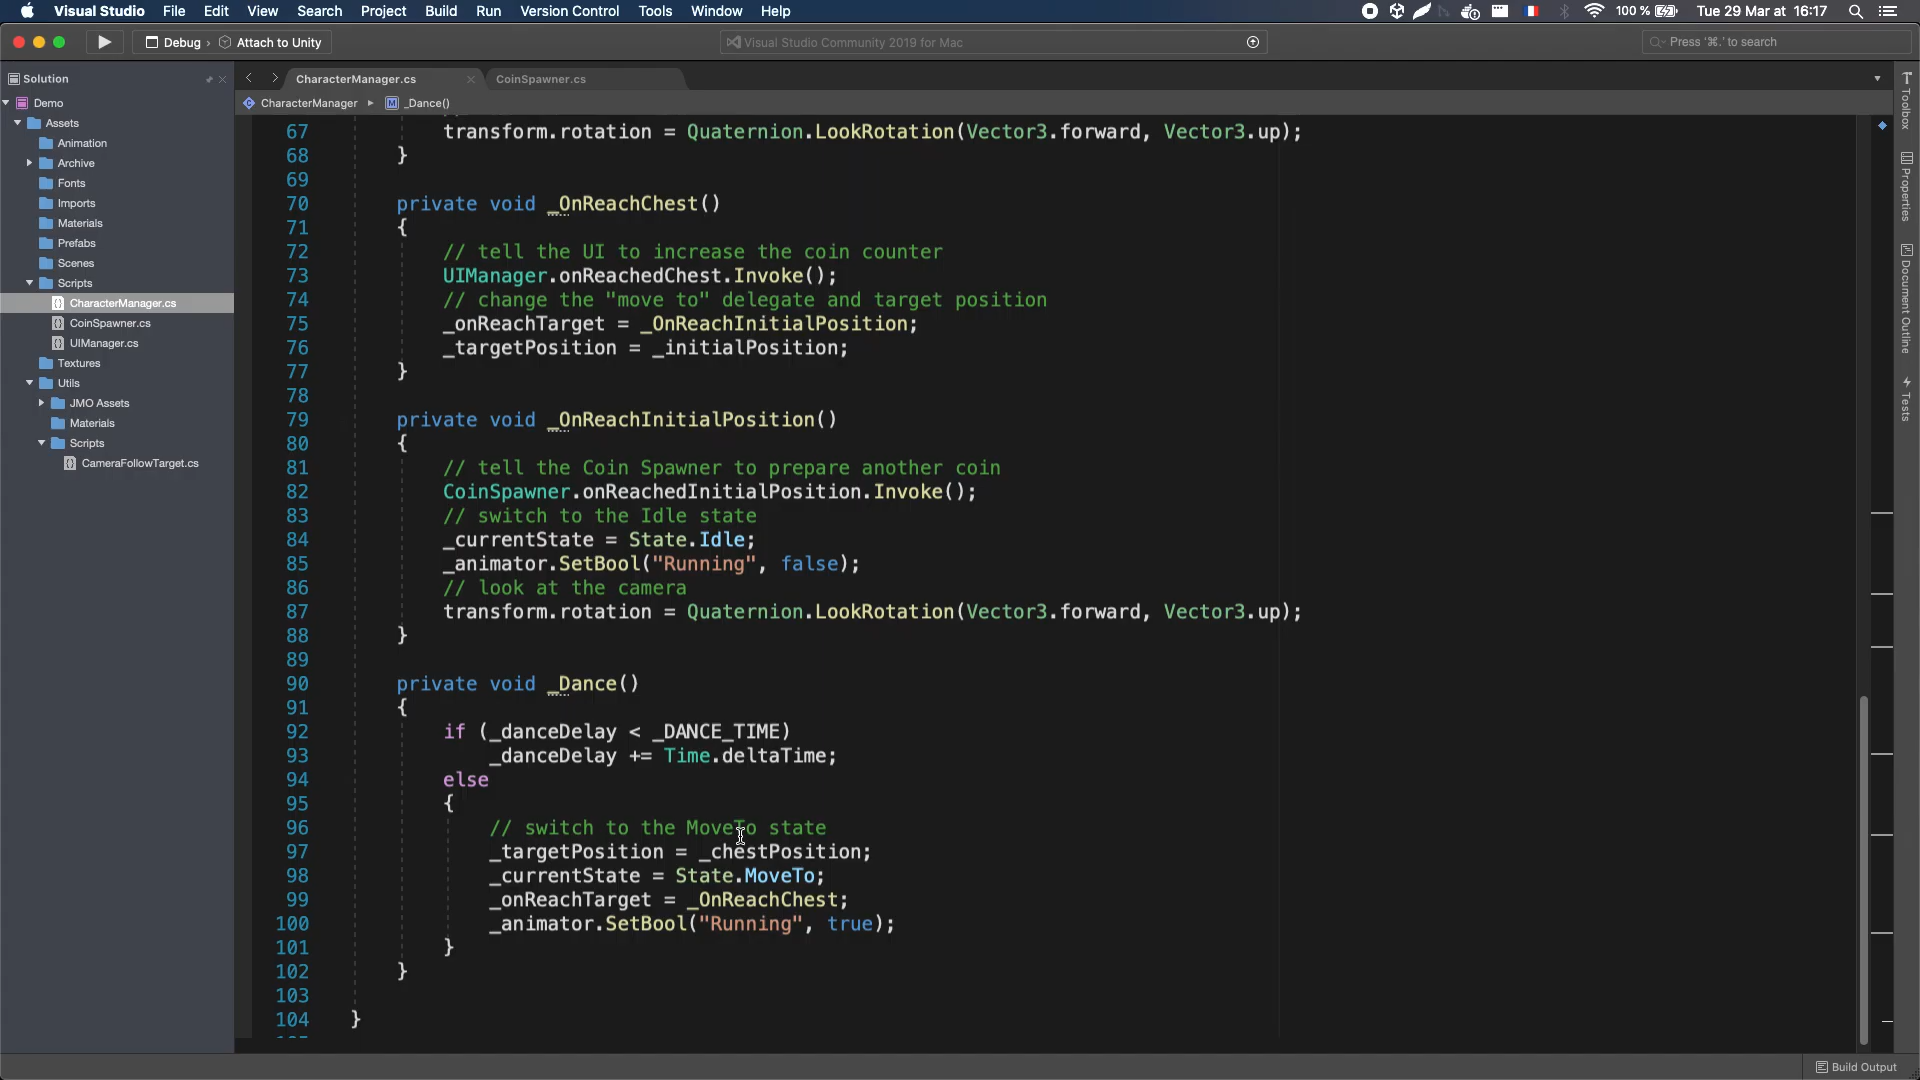 Visual Studio File Edit View Search Project Build Run Version Control Tools Window Help 100 % Tue 29 Mar at 16:17
Debug › Attach to Unity Visual Studio Community 2019 for Mac Press '⌘.' to search
Solution
Demo
Assets
Animation
Archive
Fonts
Imports
Materials
Prefabs
Scenes
Scripts
CharacterManager.cs
CoinSpawner.cs
UIManager.cs
Textures
Utils
JMO Assets
Materials
Scripts
CameraFollowTarget.cs
CharacterManager.cs CoinSpawner.cs
CharacterManager _Dance()
67 transform.rotation = Quaternion.LookRotation(Vector3.forward, Vector3.up);
68 }
69
70 private void _OnReachChest()
71 {
72 // tell the UI to increase the coin counter
73 UIManager.onReachedChest.Invoke();
74 // change the "move to" delegate and target position
75 _onReachTarget = _OnReachInitialPosition;
76 _targetPosition = _initialPosition;
77 }
78
79 private void _OnReachInitialPosition()
80 {
81 // tell the Coin Spawner to prepare another coin
82 CoinSpawner.onReachedInitialPosition.Invoke();
83 // switch to the Idle state
84 _currentState = State.Idle;
85 _animator.SetBool("Running", false);
86 // look at the camera
87 transform.rotation = Quaternion.LookRotation(Vector3.forward, Vector3.up);
88 }
89
90 private void _Dance()
91 {
92 if (_danceDelay < _DANCE_TIME)
93 _danceDelay += Time.deltaTime;
94 else
95 {
96 // switch to the MoveTo state
97 _targetPosition = _chestPosition;
98 _currentState = State.MoveTo;
99 _onReachTarget = _OnReachChest;
100 _animator.SetBool("Running", true);
101 }
102 }
103
104 }
Toolbox
Properties
Document Outline
Tests
Build Output